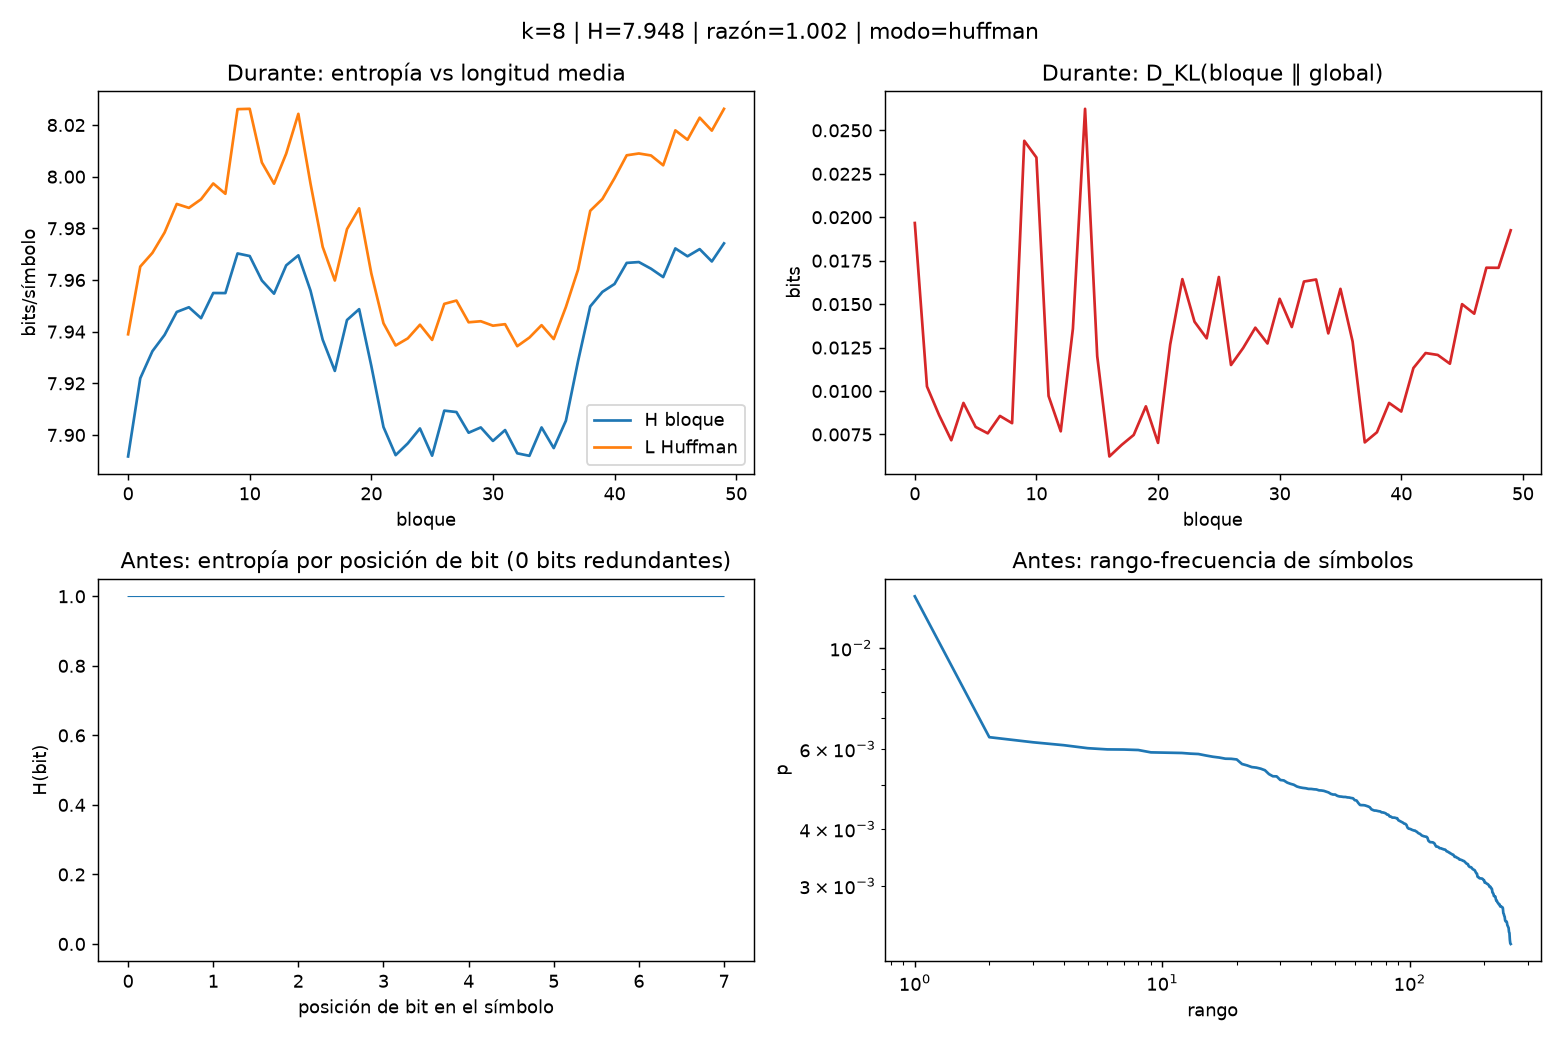 k=8 | H=7.948 | razón=1.002 | modo=huffman
Durante: entropía vs longitud media
bits/símbolo
8.02
8.00
7.98
7.96
7.94
7.92
7.90
H bloque
L Huffman
0 10 20 30 40 50
bloque
Durante: D_KL(bloque ∥ global)
bits
0.0250
0.0225
0.0200
0.0175
0.0150
0.0125
0.0100
0.0075
0 10 20 30 40 50
bloque
Antes: entropía por posición de bit (0 bits redundantes)
H(bit)
1.0
0.8
0.6
0.4
0.2
0.0
0 1 2 3 4 5 6 7
posición de bit en el símbolo
Antes: rango-frecuencia de símbolos
p
10⁻²
6 × 10⁻³
4 × 10⁻³
3 × 10⁻³
10⁰ 10¹ 10²
rango